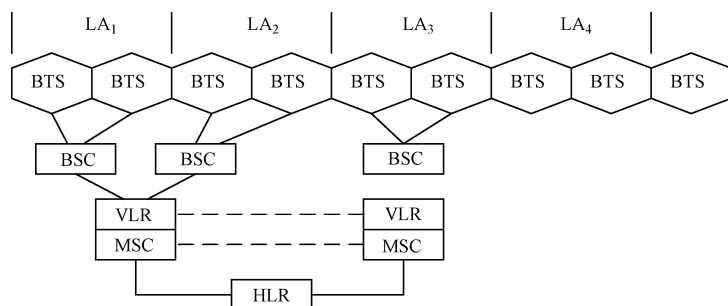 LA₁ LA₂ LA₃ LA₄
BTS BTS BTS BTS BTS BTS BTS BTS BTS
BSC BSC BSC
VLR VLR
MSC MSC
HLR